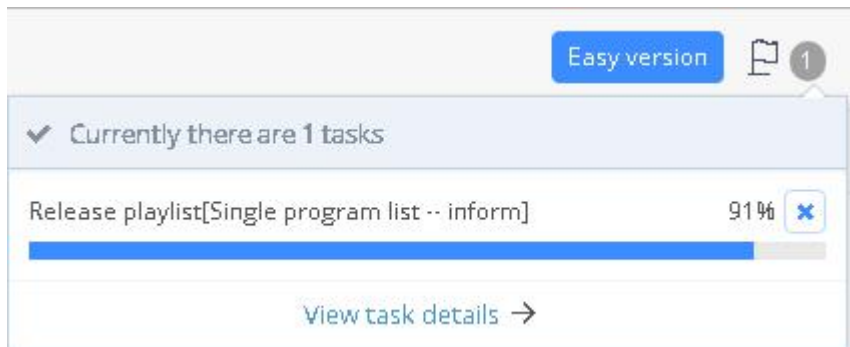 Easy version
1
Currently there are 1 tasks
Release playlist[Single program list -- inform] 91%
View task details →